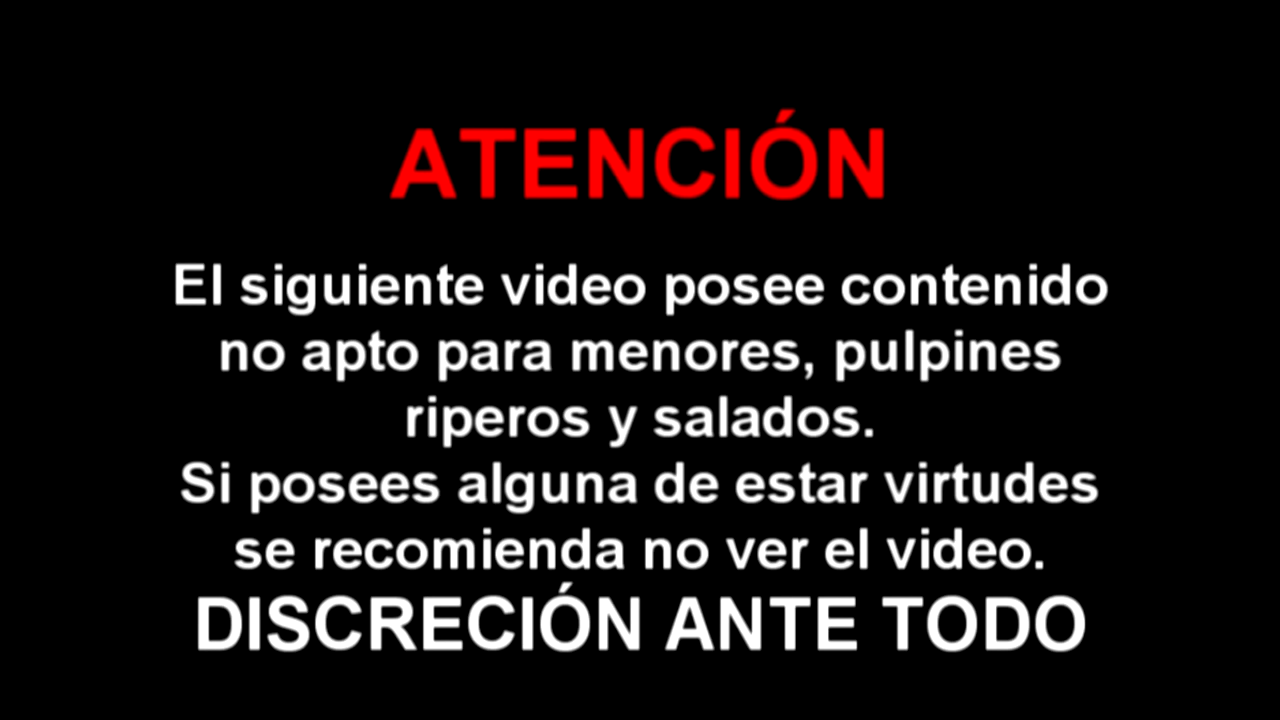 ATENCIÓN
El siguiente video posee contenido
no apto para menores, pulpines
riperos y salados.
Si posees alguna de estar virtudes
se recomienda no ver el video.
DISCRECIÓN ANTE TODO